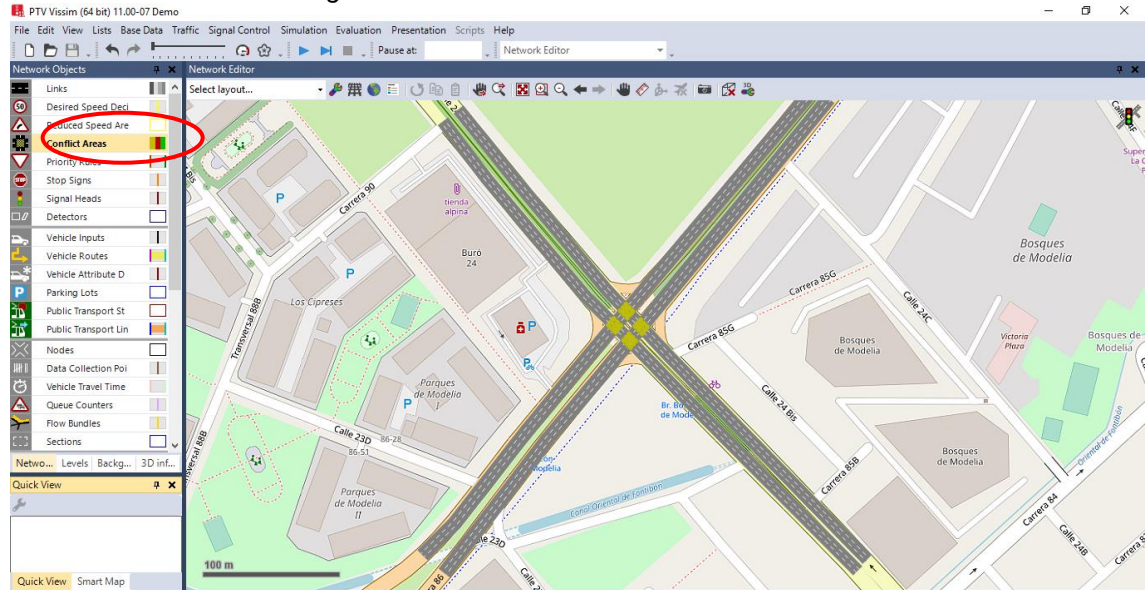 PTV Vissim (64 bit) 11.00-07 Demo
File Edit View Lists Base Data Traffic Signal Control Simulation Evaluation Presentation Scripts Help
Pause at: Network Editor
Network Objects
Network Editor
Select layout...
Links
Desired Speed Deci
Reduced Speed Are
Conflict Areas
Priority Rules
Stop Signs
Signal Heads
Detectors
Vehicle Inputs
Vehicle Routes
Vehicle Attribute D
Parking Lots
Public Transport St
Public Transport Lin
Nodes
Data Collection Poi
Vehicle Travel Time
Queue Counters
Flow Bundles
Sections
Netwo... Levels Backg... 3D inf...
Quick View
Quick View Smart Map
Carrera 90
tienda
alpina
P
Buró
24
P
Los Cipreses
Transversal 88B
P
P
Parques
de Modelia
I
P
Calle 23D
86-28
86-51
Parques
de Modelia
II
100 m
Canal Oriental de Fontibón
Carrera 86
Carrera 85G
Carrera 85G
Calle 24C
Bosques
de Modelia
Bosques
de Modelia
Victoria
Plaza
Bosques de
Modelia
Calle 24 Bis
Bosques
de Modelia
Carrera 85B
Carrera 84
Calle 24B